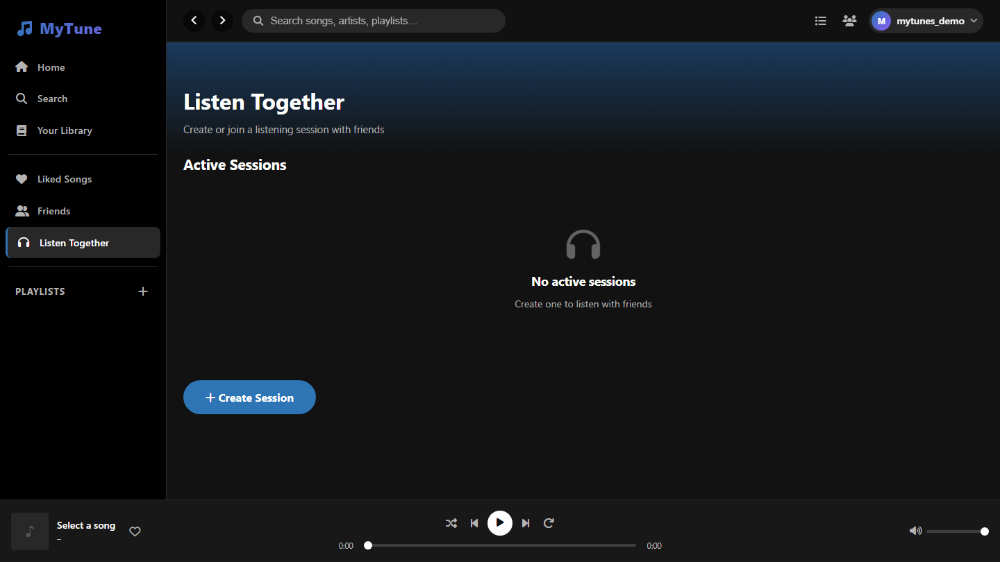 MyTune
Home
Search
Your Library
Liked Songs
Friends
Listen Together
PLAYLISTS
Search songs, artists, playlists...
M mytunes_demo
Listen Together
Create or join a listening session with friends
Active Sessions
No active sessions
Create one to listen with friends
Create Session
Select a song
–
0:00
0:00